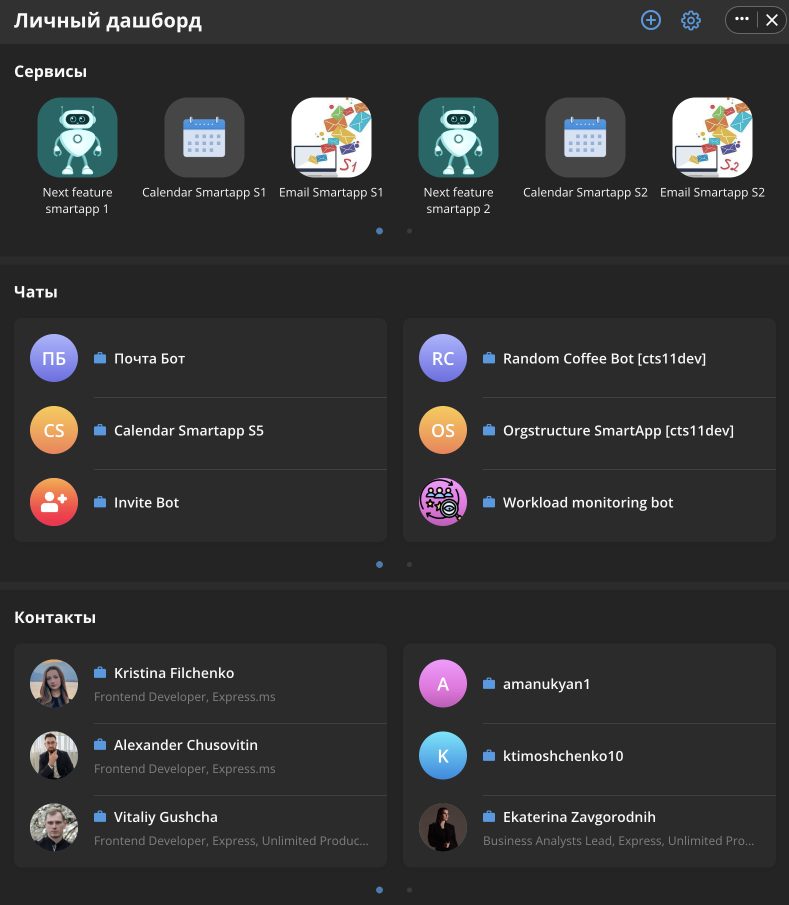 Личный дашборд
Сервисы
S1
S2
Next feature
smartapp 1
Calendar Smartapp S1
Email Smartapp S1
Next feature
smartapp 2
Calendar Smartapp S2
Email Smartapp S2
Чаты
ПБ
Почта Бот
RC
Random Coffee Bot [cts11dev]
CS
Calendar Smartapp S5
OS
Orgstructure SmartApp [cts11dev]
Invite Bot
Workload monitoring bot
Контакты
Kristina Filchenko
Frontend Developer, Express.ms
A
amanukyan1
Alexander Chusovitin
Frontend Developer, Express.ms
K
ktimoshchenko10
Vitaliy Gushcha
Frontend Developer, Express, Unlimited Produc...
Ekaterina Zavgorodnih
Business Analysts Lead, Express, Unlimited Pro...